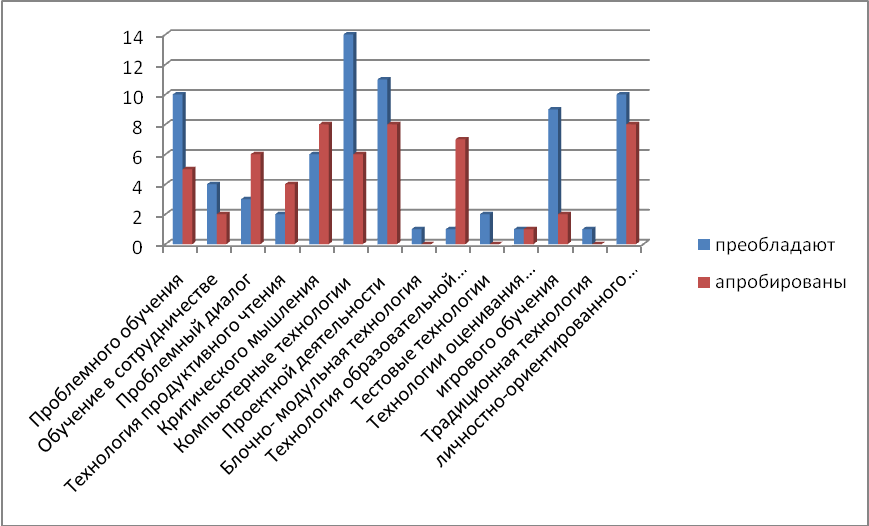 14
12
10
8
6
4
2
0
преобладают
апробированы
Проблемного обучения
Обучение в сотрудничестве
Проблемный диалог
Технология продуктивного чтения
Критического мышления
Компьютерные технологии
Проектной деятельности
Блочно- модульная технология
Технология образовательной...
Тестовые технологии
Технологии оценивания...
игрового обучения
Традиционная технология
личностно-ориентированного...